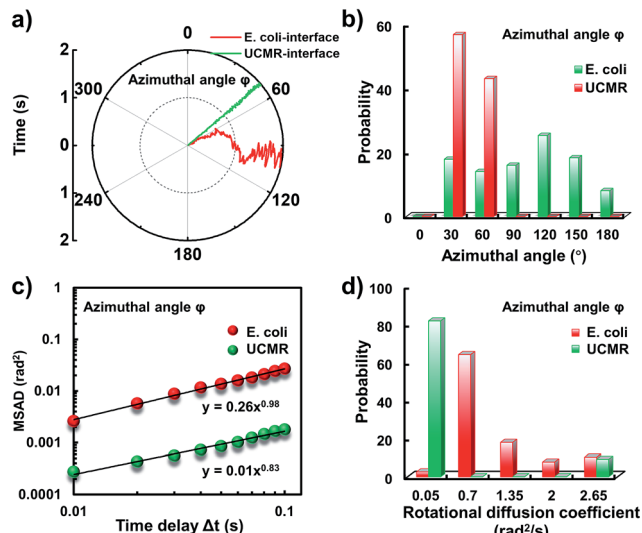 a)
0
E. coli-interface
UCMR-interface
Azimuthal angle φ
300
60
240
120
180
Time (s)
2
1
0
1
2
b)
Azimuthal angle φ
E. coli
UCMR
Probability
60
40
20
0
0 30 60 90 120 150 180
Azimuthal angle (°)
c)
Azimuthal angle φ
E. coli
UCMR
MSAD (rad²)
1
0.1
0.01
0.001
0.0001
y = 0.26x^0.98
y = 0.01x^0.83
0.01 0.1
Time delay Δt (s)
d)
Azimuthal angle φ
E. coli
UCMR
Probability
100
80
60
40
20
0
0.05 0.7 1.35 2 2.65
Rotational diffusion coefficient
(rad²/s)